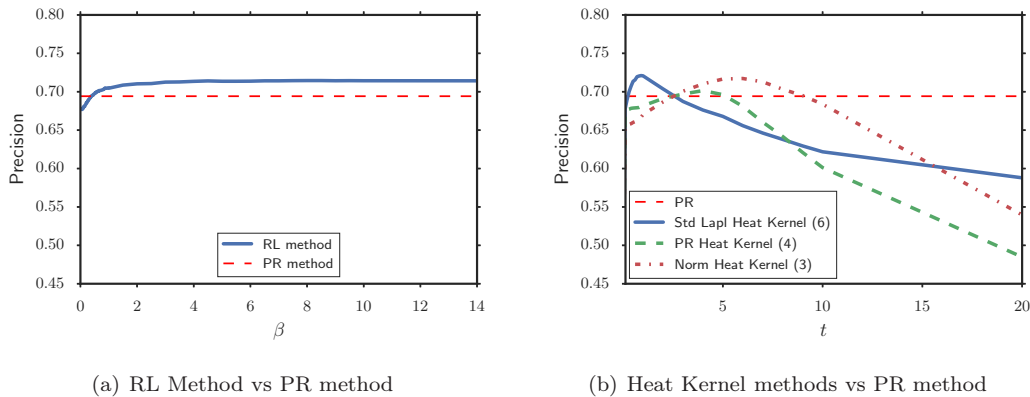 0.80
0.75
0.70
0.65
0.60
0.55
0.50
0.45
Precision
RL method
PR method
0 2 4 6 8 10 12 14
β
(a) RL Method vs PR method
0.80
0.75
0.70
0.65
0.60
0.55
0.50
0.45
Precision
PR
Std Lapl Heat Kernel (6)
PR Heat Kernel (4)
Norm Heat Kernel (3)
5 10 15 20
t
(b) Heat Kernel methods vs PR method